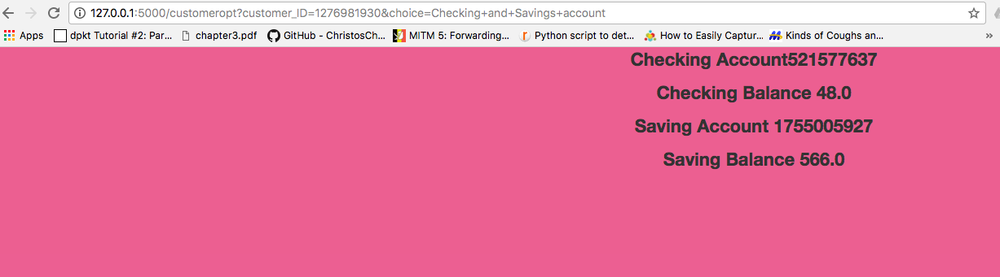 127.0.0.1:5000/customeropt?customer_ID=1276981930&choice=Checking+and+Savings+account
Apps dpkt Tutorial #2: Par... chapter3.pdf GitHub - ChristosCh... MITM 5: Forwarding... Python script to det... How to Easily Captur... Kinds of Coughs an... »
Checking Account521577637
Checking Balance 48.0
Saving Account 1755005927
Saving Balance 566.0